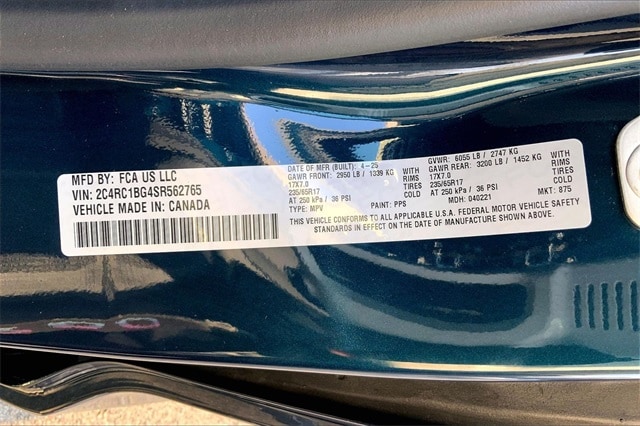 MFD BY: FCA US LLC
VIN: 2C4RC1BG4SR562765
VEHICLE MADE IN: CANADA
DATE OF MFR (BUILT): 4-25 GVWR: 6055 LB / 2747 KG
GAWR FRONT: 2950 LB / 1339 KG WITH GAWR REAR: 3200 LB / 1452 KG WITH
17X7.0 TIRES 17X7.0 TIRES
235/65R17 RIMS 235/65R17 RIMS
AT 250 kPa / 36 PSI COLD AT 250 kPa / 36 PSI COLD
TYPE: MPV PAINT: PPS MDH: 040221 MKT: 875
THIS VEHICLE CONFORMS TO ALL APPLICABLE U.S.A. FEDERAL MOTOR VEHICLE SAFETY
STANDARDS IN EFFECT ON THE DATE OF MANUFACTURE SHOWN ABOVE.